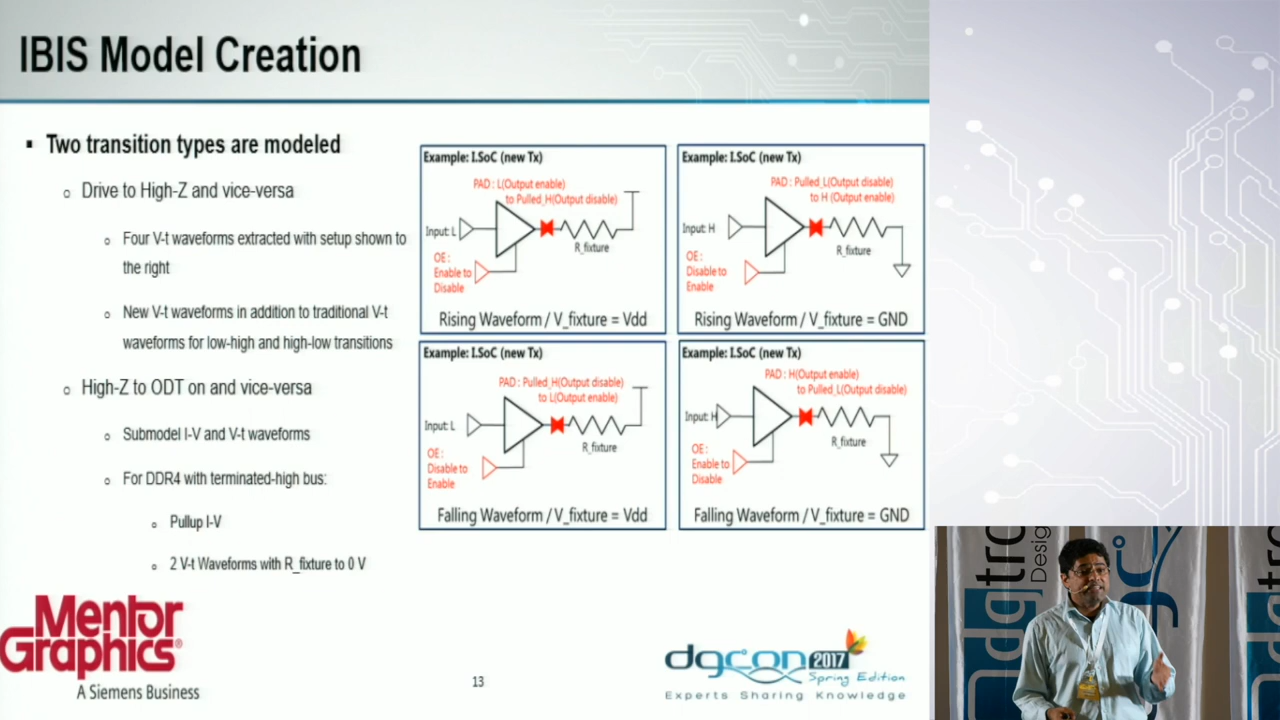 IBIS Model Creation
Two transition types are modeled
Drive to High-Z and vice-versa
Four V-t waveforms extracted with setup shown to
the right
New V-t waveforms in addition to traditional V-t
waveforms for low-high and high-low transitions
High-Z to ODT on and vice-versa
Submodel I-V and V-t waveforms
For DDR4 with terminated-high bus:
Pullup I-V
2 V-t Waveforms with R_fixture to 0 V
Example: I.SoC (new Tx)
PAD : L(Output enable)
to Pulled_H(Output disable)
Input: L
R_fixture
OE :
Enable to
Disable
Rising Waveform / V_fixture = Vdd
Example: I.SoC (new Tx)
PAD: Pulled_L(Output disable)
to H (Output enable)
Input: H
R_fixture
OE :
Disable to
Enable
Rising Waveform / V_fixture = GND
Example: I.SoC (new Tx)
PAD : Pulled_H(Output disable)
to L(Output enable)
Input: L
R_fixture
OE :
Disable to
Enable
Falling Waveform / V_fixture = Vdd
Example: I.SoC (new Tx)
PAD: H(Output enable)
to Pulled_L(Output disable)
Input: H
R_fixture
OE :
Enable to
Disable
Falling Waveform / V_fixture = GND
Mentor
Graphics®
A Siemens Business
13
dgcon 2017
Spring Edition
Experts Sharing Knowledge
Design